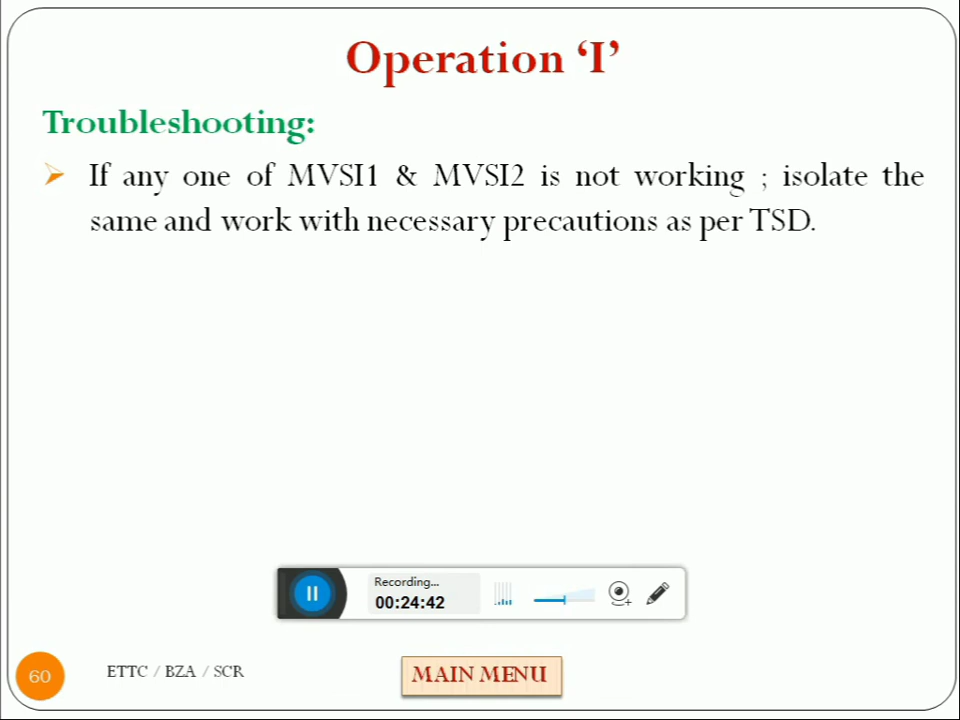 Operation ‘I’
Troubleshooting:
If any one of MVSI1 & MVSI2 is not working ; isolate the
same and work with necessary precautions as per TSD.
Recording...
00:24:42
60
ETTC / BZA / SCR
MAIN MENU